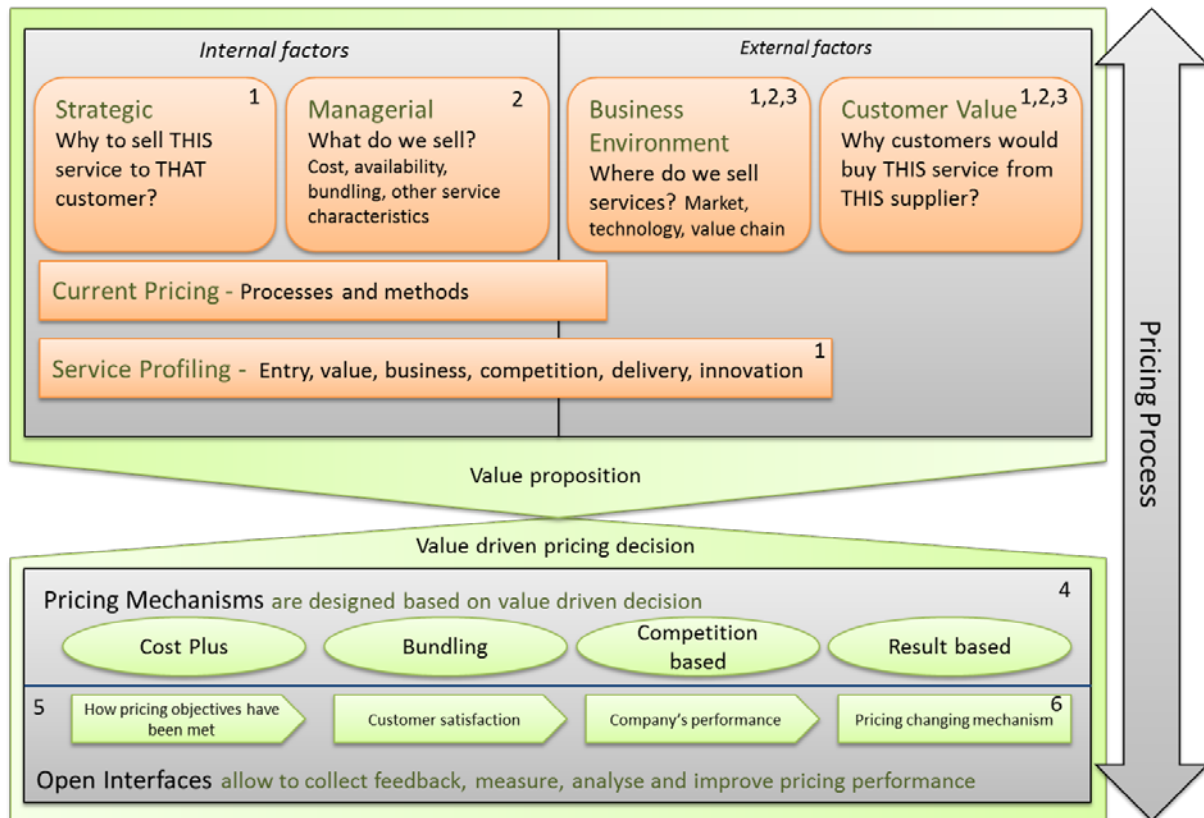 Internal factors
External factors
Strategic
1
Why to sell THIS
service to THAT
customer?
Managerial
2
What do we sell?
Cost, availability,
bundling, other service
characteristics
Business
1,2,3
Environment
Where do we sell
services? Market,
technology, value chain
Customer Value
1,2,3
Why customers would
buy THIS service from
THIS supplier?
Current Pricing - Processes and methods
Service Profiling - Entry, value, business, competition, delivery, innovation
1
Value proposition
Value driven pricing decision
Pricing Mechanisms are designed based on value driven decision
4
Cost Plus
Bundling
Competition
based
Result based
5
How pricing objectives have
been met
Customer satisfaction
Company's performance
Pricing changing mechanism
6
Open Interfaces allow to collect feedback, measure, analyse and improve pricing performance
Pricing Process